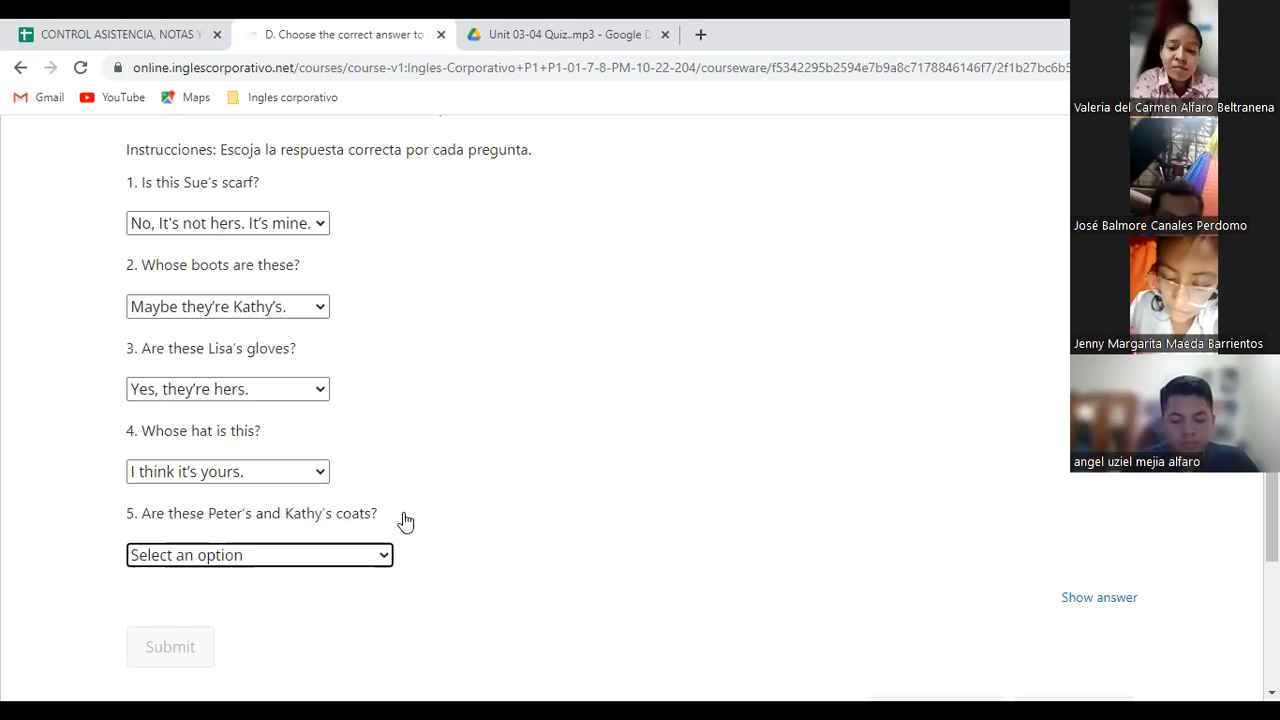 CONTROL ASISTENCIA, NOTAS
D. Choose the correct answer to
Unit 03-04 Quiz..mp3 - Google D
online.inglescorporativo.net/courses/course-v1:Ingles-Corporativo+P1+P1-01-7-8-PM-10-22-204/courseware/f5342295b2594e7b9a8c7178846146f7/2f1b27bc6b5
Gmail
YouTube
Maps
Ingles corporativo
Instrucciones: Escoja la respuesta correcta por cada pregunta.
1. Is this Sue’s scarf?
No, It's not hers. It’s mine.
2. Whose boots are these?
Maybe they’re Kathy’s.
3. Are these Lisa’s gloves?
Yes, they’re hers.
4. Whose hat is this?
I think it’s yours.
5. Are these Peter’s and Kathy’s coats?
Select an option
Show answer
Submit
Valeria del Carmen Alfaro Beltranena
José Balmore Canales Perdomo
Jenny Margarita Maeda Barrientos
angel uziel mejia alfaro